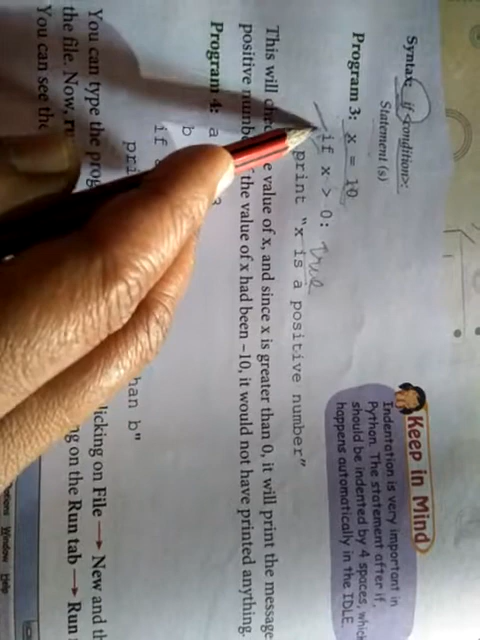 Syntax: if <condition>:
Statement (s)
Program 3: x = 10
if x > 0: True
print "x is a positive number"
This will e value of x, and since x is greater than 0, it will print the message
positive the value of x had been –10, it would not have printed anything.
Program 4: a
b
if
han b"
You can type the licking on File → New and th
the file. Now, ng on the Run tab → Run
You can see the
Keep in Mind
Indentation is very important in
Python. The statement after if,
should be indented by 4 spaces, which
happens automatically in the IDLE.
Window Help